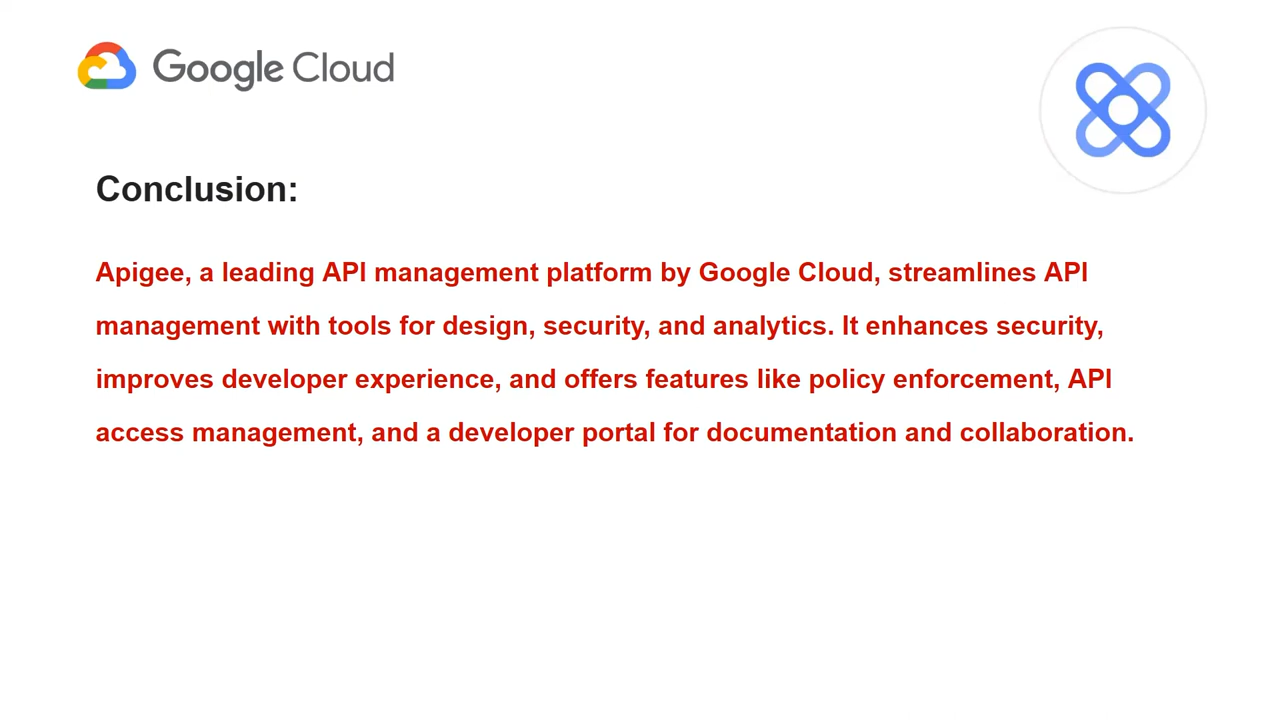 Google Cloud
Conclusion:
Apigee, a leading API management platform by Google Cloud, streamlines API
management with tools for design, security, and analytics. It enhances security,
improves developer experience, and offers features like policy enforcement, API
access management, and a developer portal for documentation and collaboration.